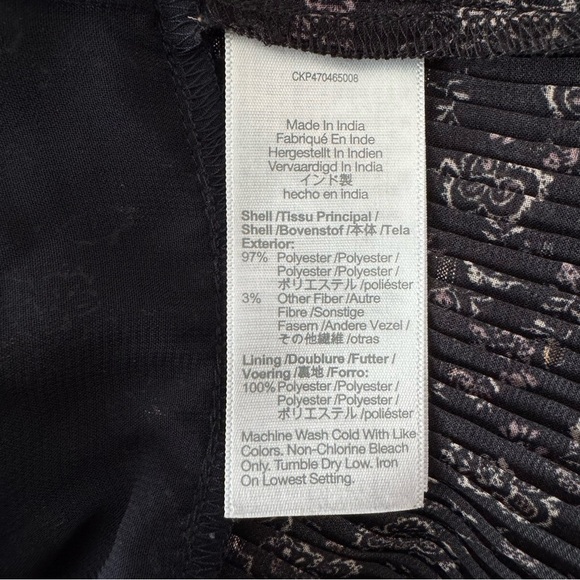 CKP470465008
Made In India
Fabriqué En Inde
Hergestellt In Indien
Vervaardigd In India
インド製
hecho en india
Shell /Tissu Principal /
Shell /Bovenstof /本体 /Tela
Exterior:
97% Polyester /Polyester /
Polyester /Polyester /
ポリエステル /poliéster
3% Other Fiber /Autre
Fibre /Sonstige
Fasern /Andere Vezel /
その他繊維 /otras
Lining /Doublure /Futter /
Voering /裏地 /Forro:
100% Polyester /Polyester /
Polyester /Polyester /
ポリエステル /poliéster
Machine Wash Cold With Like
Colors. Non-Chlorine Bleach
Only. Tumble Dry Low. Iron
On Lowest Setting.